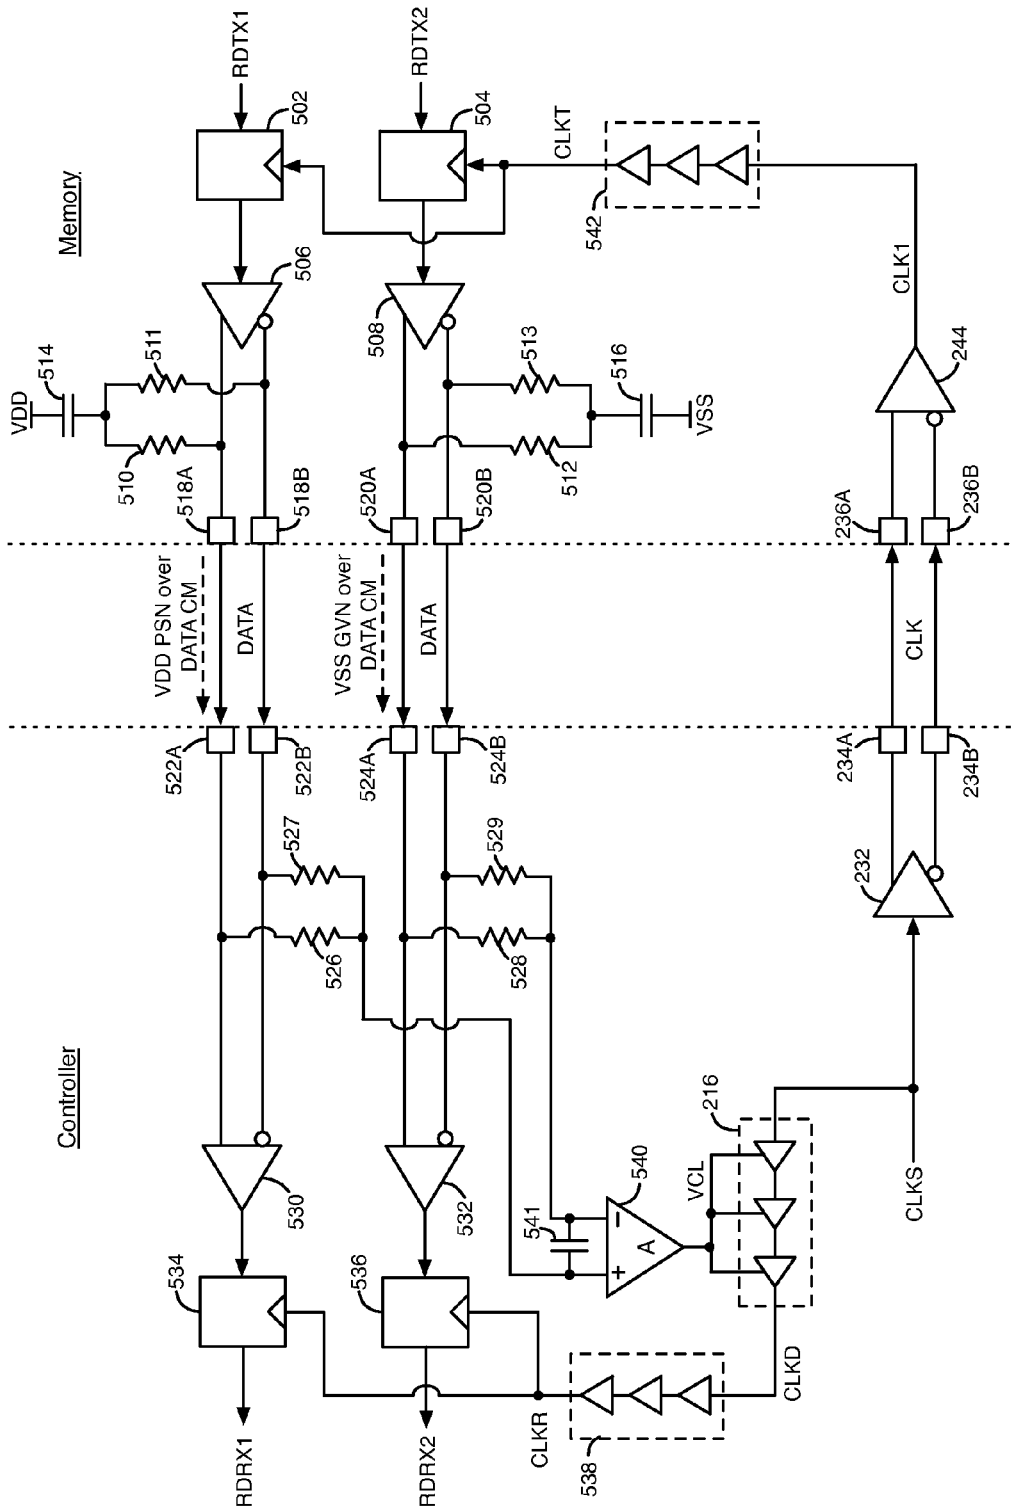 Controller
Memory
RDRX1
534
530
522A
522B
VDD PSN over
DATA CM
DATA
518A
518B
510
VDD
514
511
506
502
RDTX1
526
527
RDRX2
536
532
524A
524B
VSS GVN over
DATA CM
DATA
520A
520B
508
512
513
516
VSS
504
RDTX2
528
529
CLKR
538
541
A
540
VCL
216
CLKD
CLKS
232
234A
234B
CLK
236A
236B
244
CLK1
542
CLKT